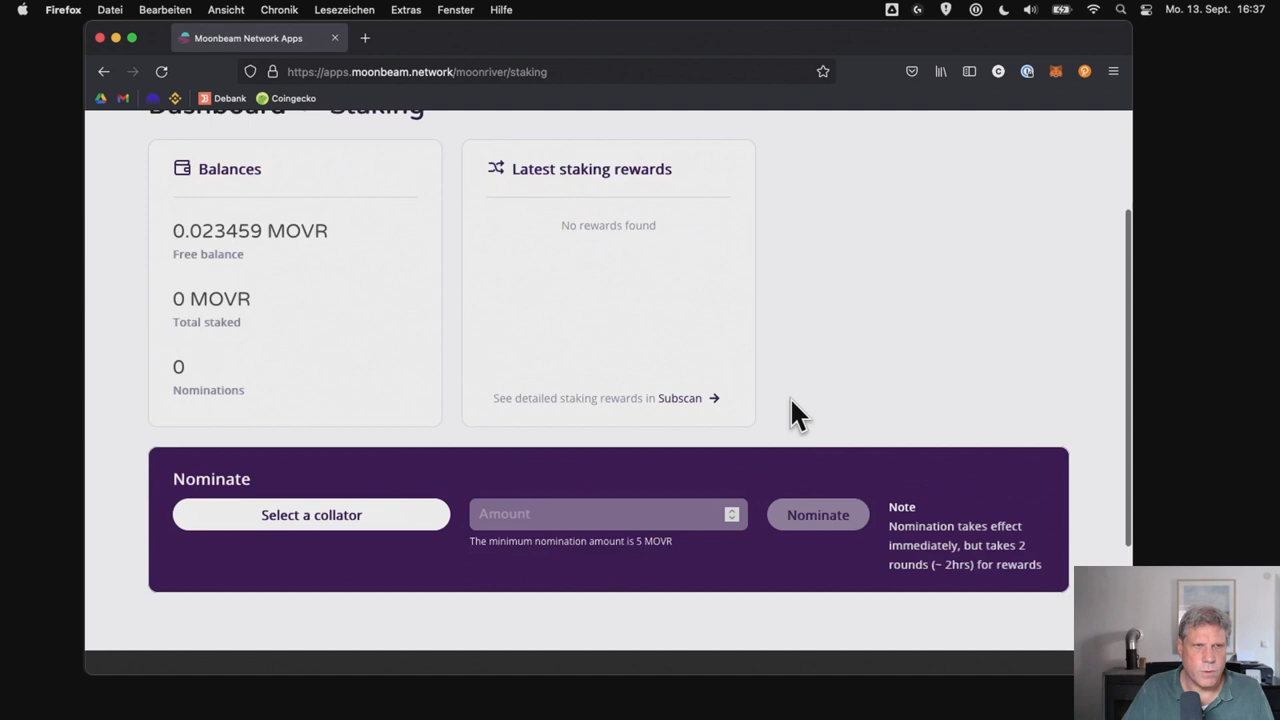 Firefox Datei Bearbeiten Ansicht Chronik Lesezeichen Extras Fenster Hilfe Mo. 13. Sept. 16:37
Moonbeam Network Apps
https://apps.moonbeam.network/moonriver/staking
Debank Coingecko
Dashboard Staking
Balances
0.023459 MOVR
Free balance
0 MOVR
Total staked
0
Nominations
Latest staking rewards
No rewards found
See detailed staking rewards in Subscan →
Nominate
Select a collator
Amount
The minimum nomination amount is 5 MOVR
Nominate
Note
Nomination takes effect
immediately, but takes 2
rounds (~ 2hrs) for rewards